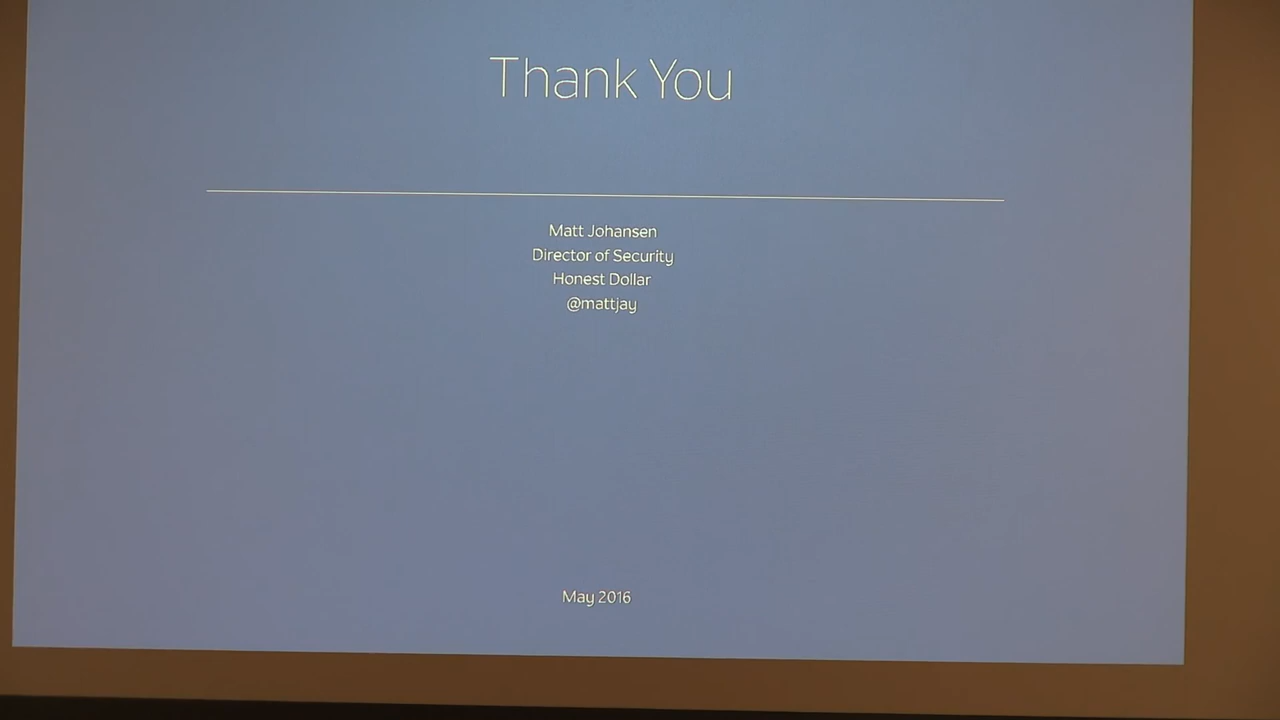 Thank You
Matt Johansen
Director of Security
Honest Dollar
@mattjay
May 2016